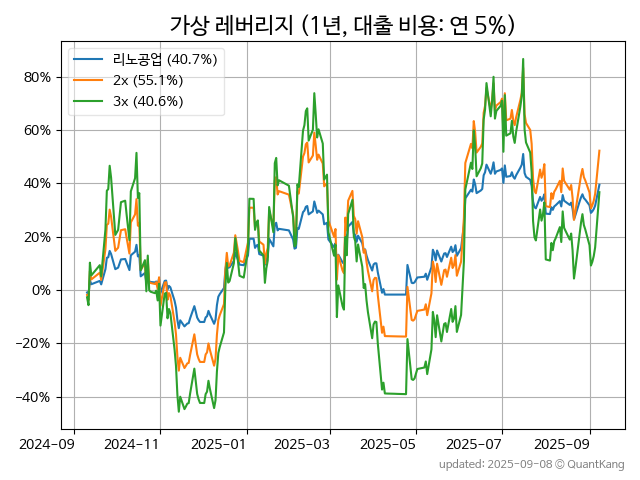 가상 레버리지 (1년, 대출 비용: 연 5%)
리노공업 (40.7%)
2x (55.1%)
3x (40.6%)
80%
60%
40%
20%
0%
−20%
−40%
2024-09
2024-11
2025-01
2025-03
2025-05
2025-07
2025-09
updated: 2025-09-08 © QuantKang